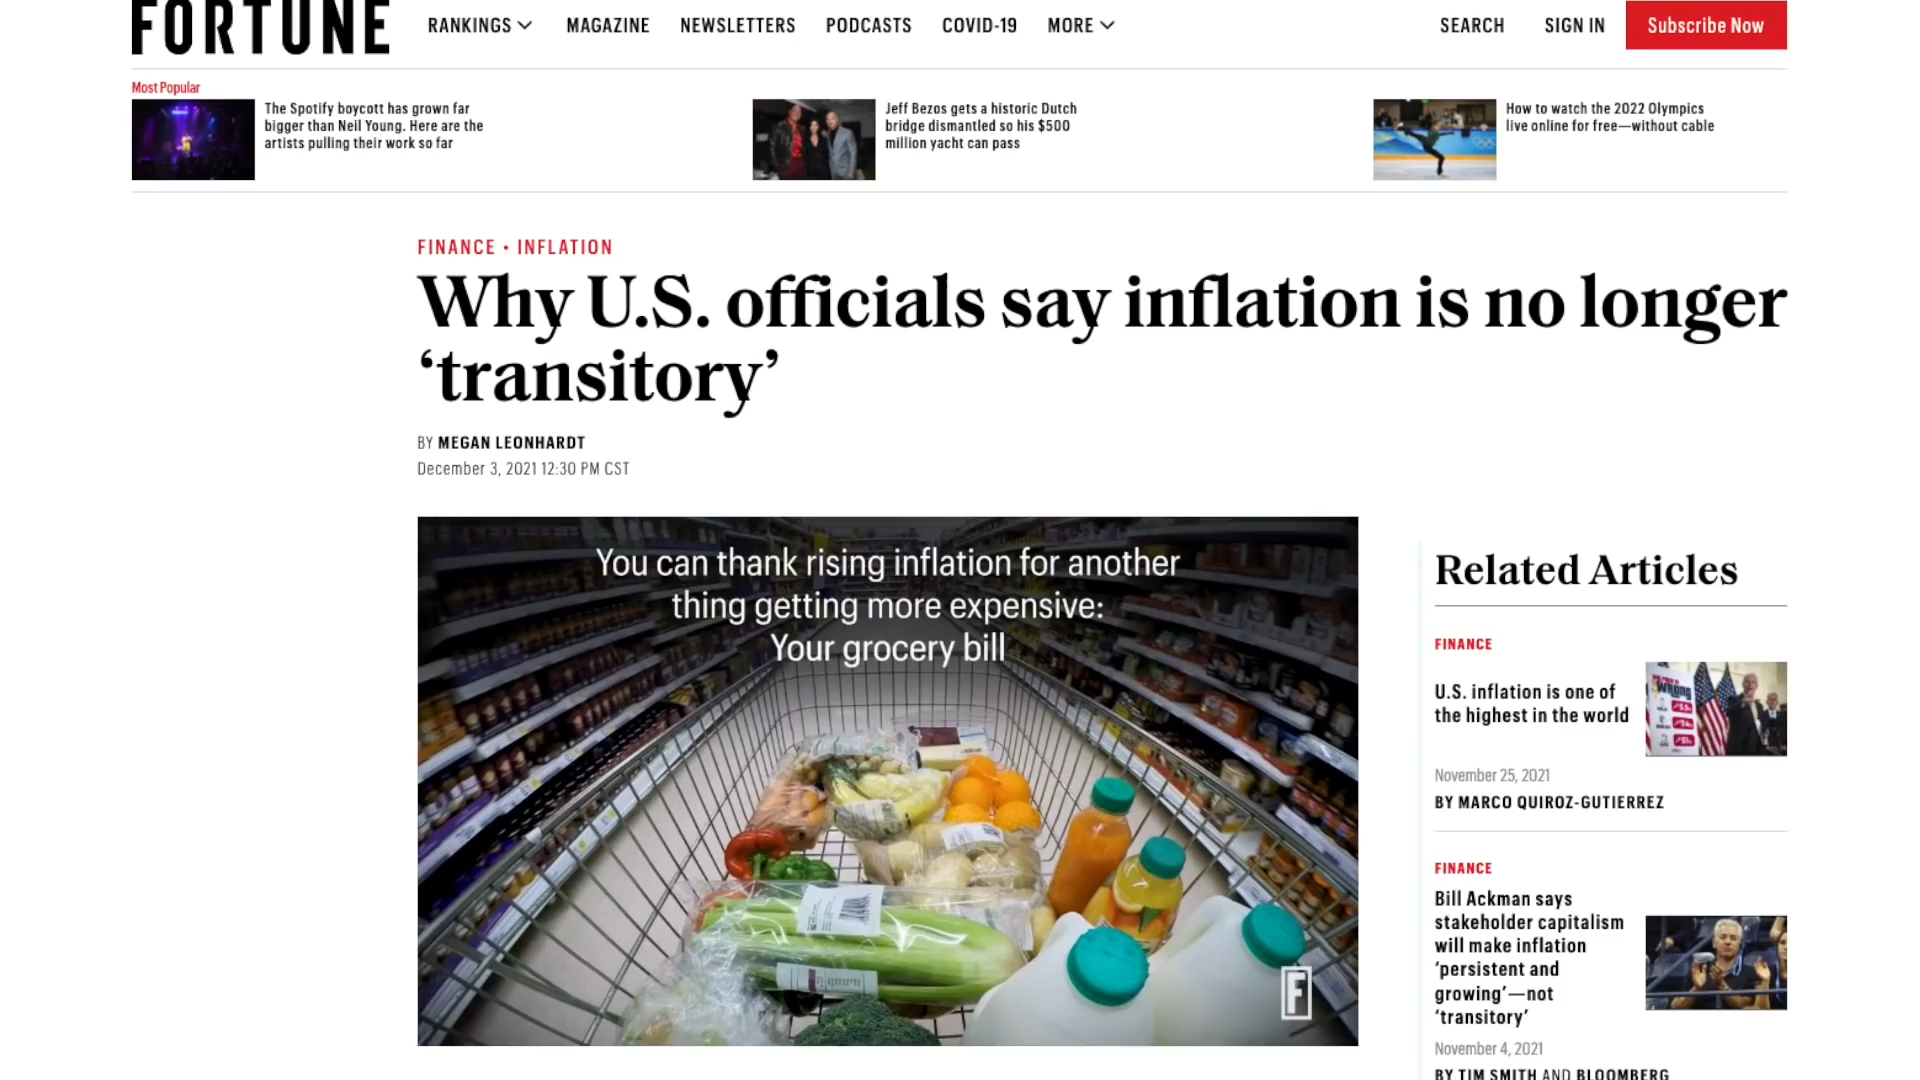 FORTUNE
RANKINGS
MAGAZINE
NEWSLETTERS
PODCASTS
COVID-19
MORE
SEARCH
SIGN IN
Subscribe Now
Most Popular
The Spotify boycott has grown far
bigger than Neil Young. Here are the
artists pulling their work so far
Jeff Bezos gets a historic Dutch
bridge dismantled so his $500
million yacht can pass
How to watch the 2022 Olympics
live online for free—without cable
FINANCE • INFLATION
Why U.S. officials say inflation is no longer
‘transitory’
BY MEGAN LEONHARDT
December 3, 2021 12:30 PM CST
You can thank rising inflation for another
thing getting more expensive:
Your grocery bill
F
Related Articles
FINANCE
U.S. inflation is one of
the highest in the world
WRONG
November 25, 2021
BY MARCO QUIROZ-GUTIERREZ
FINANCE
Bill Ackman says
stakeholder capitalism
will make inflation
‘persistent and
growing’—not
‘transitory’
November 4, 2021
BY TIM SMITH AND BLOOMBERG